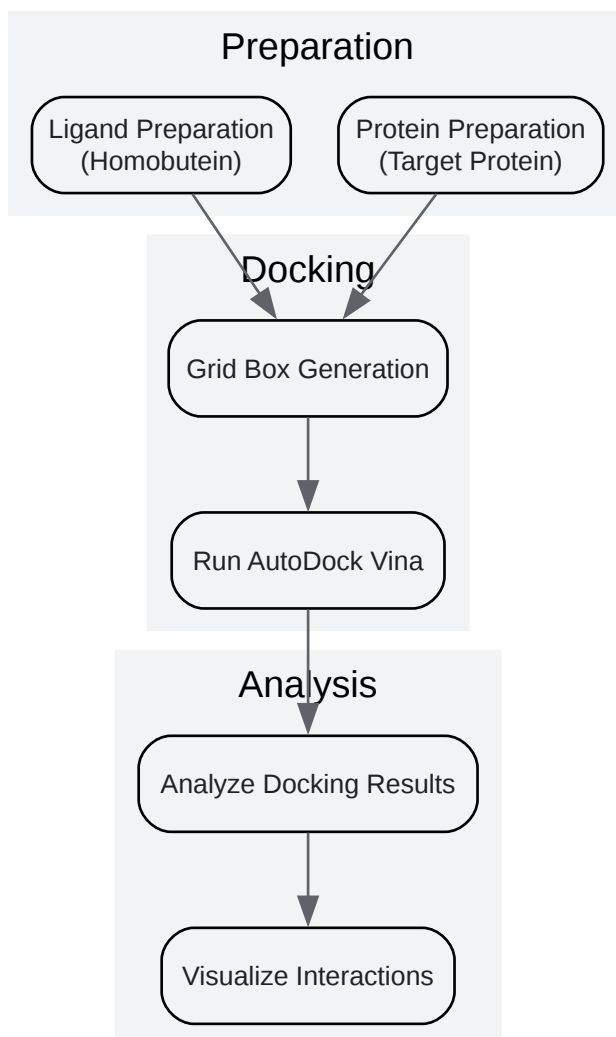 Preparation
Ligand Preparation
(Homobutein)
Protein Preparation
(Target Protein)
Docking
Grid Box Generation
Run AutoDock Vina
Analysis
Analyze Docking Results
Visualize Interactions